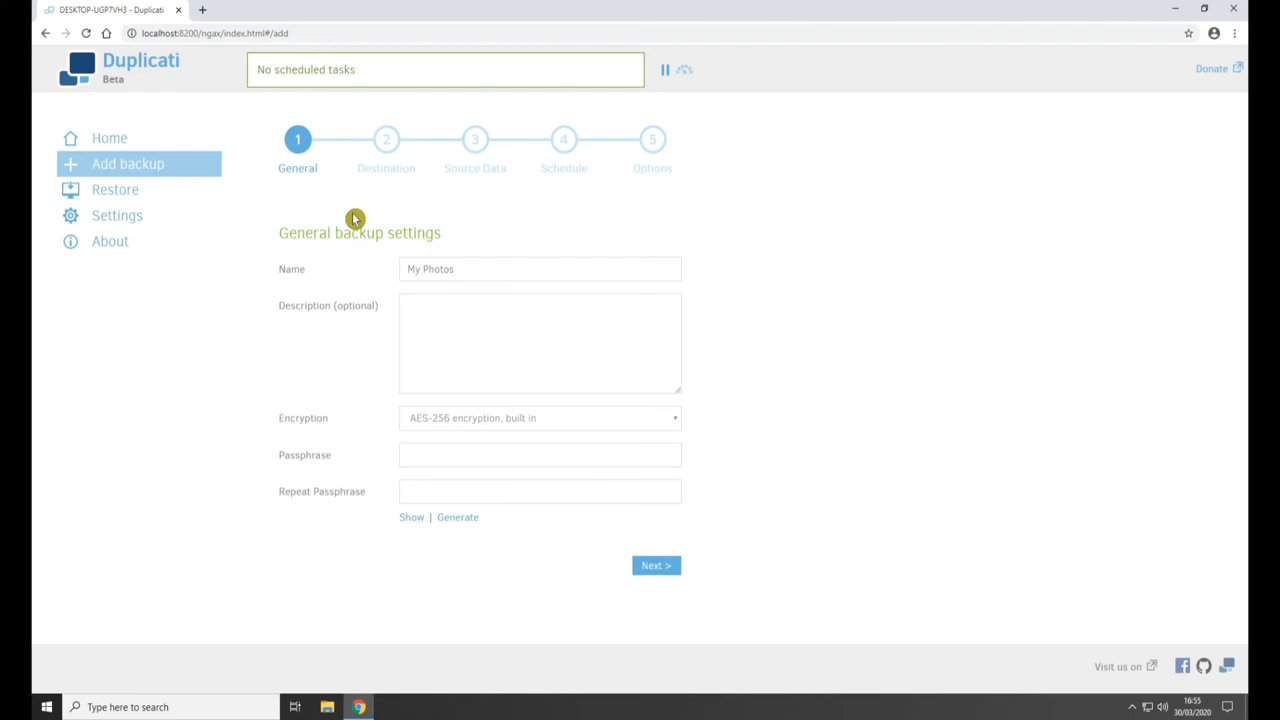 DESKTOP-UGP7VH3 - Duplicati
localhost:8200/ngax/index.html#/add
Duplicati
Beta
No scheduled tasks
Donate
Home
Add backup
Restore
Settings
About
1
2
3
4
5
General
Destination
Source Data
Schedule
Options
General backup settings
Name
My Photos
Description (optional)
Encryption
AES-256 encryption, built in
Passphrase
Repeat Passphrase
Show | Generate
Next >
Visit us on
Type here to search
16:55
30/03/2020